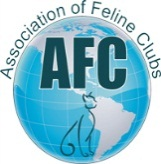 Association of Feline Clubs
AFC